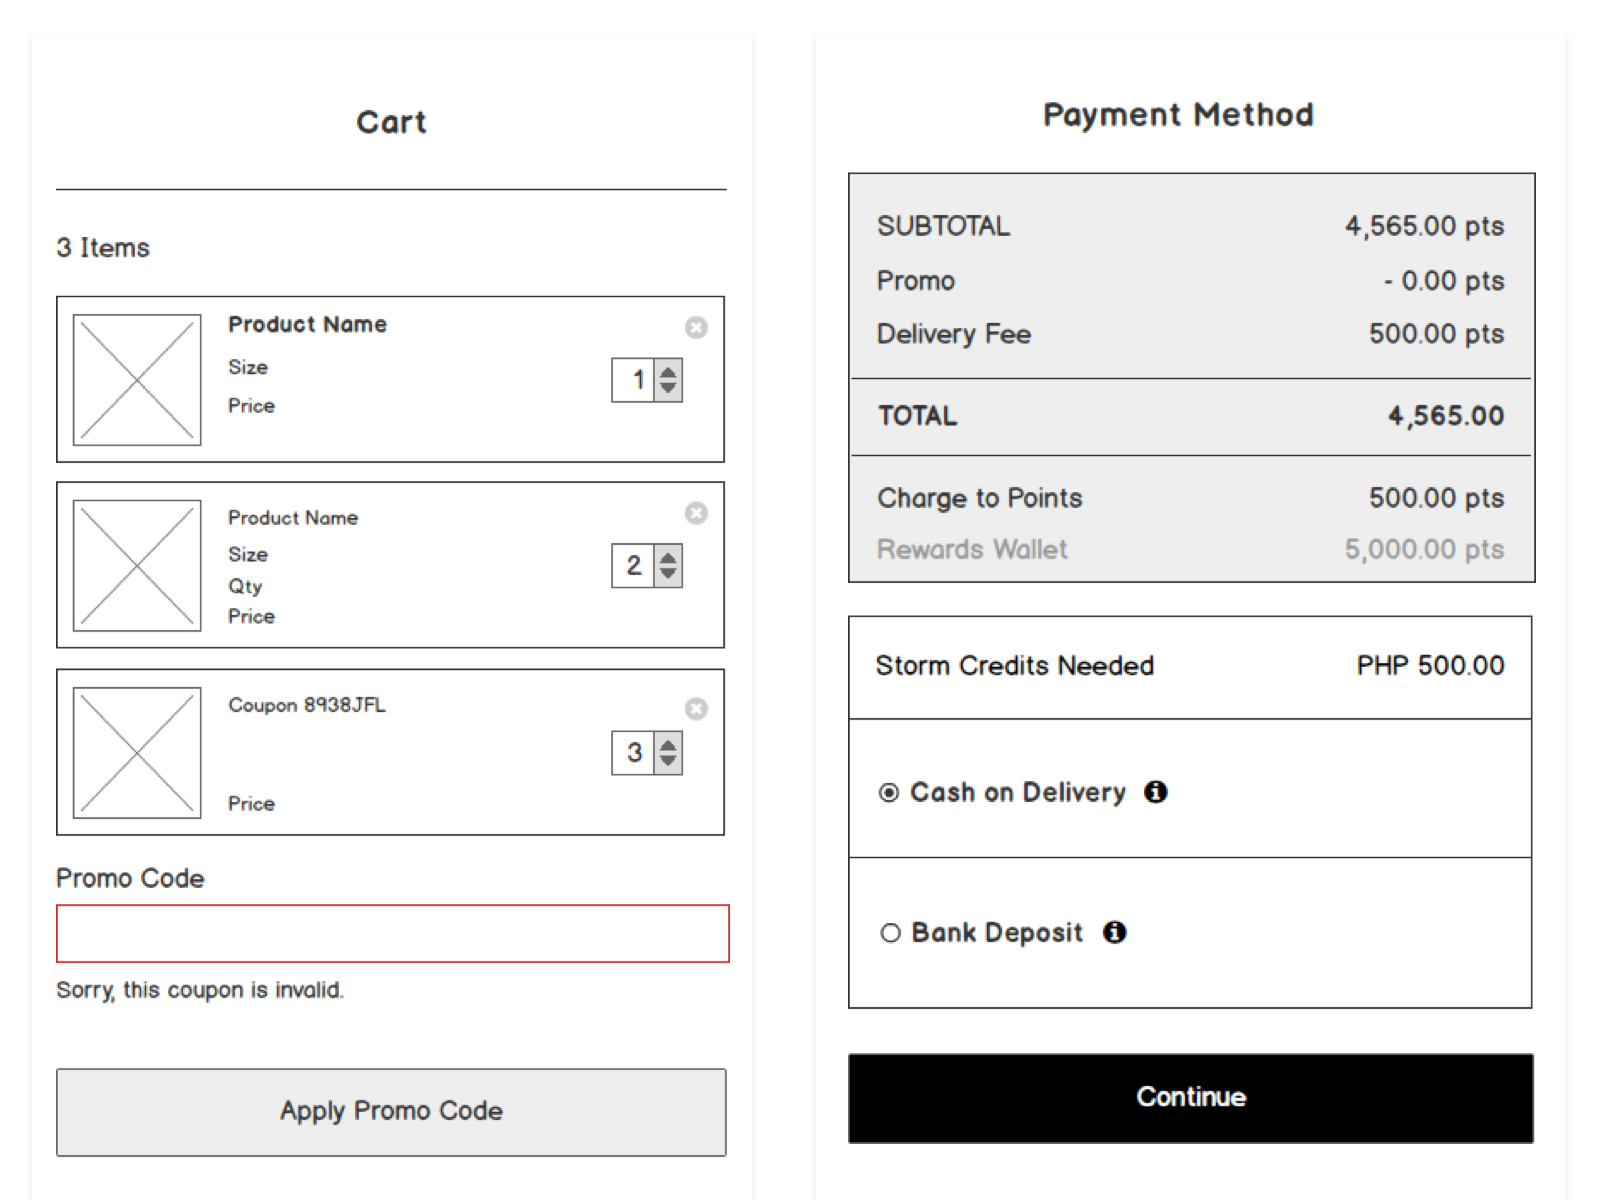 Cart
3 Items
Product Name
Size
1
Price
Product Name
Size
2
Qty
Price
Coupon 8938JFL
3
Price
Promo Code
Sorry, this coupon is invalid.
Apply Promo Code
Payment Method
SUBTOTAL 4,565.00 pts
Promo - 0.00 pts
Delivery Fee 500.00 pts
TOTAL 4,565.00
Charge to Points 500.00 pts
Rewards Wallet 5,000.00 pts
Storm Credits Needed PHP 500.00
Cash on Delivery
Bank Deposit
Continue